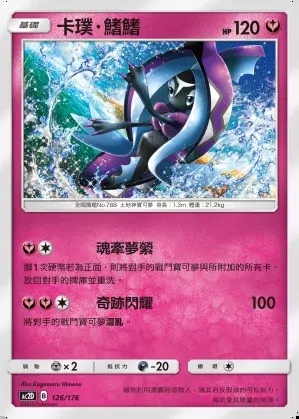 基礎 卡璞・鰭鰭 HP 120
全國圖鑑No.788 土地神寶可夢 身高：1.3m 體重：21.2kg
魂牽夢縈
擲1次硬幣若為正面，則將對手的戰鬥寶可夢與所附加的所有卡，
放回對手的牌庫並重洗。
奇跡閃耀 100
將對手的戰鬥寶可夢混亂。
Illus. Kagemaru Himeno
弱點 ×2 抵抗力 -20 撤退
AC2D B 126/176